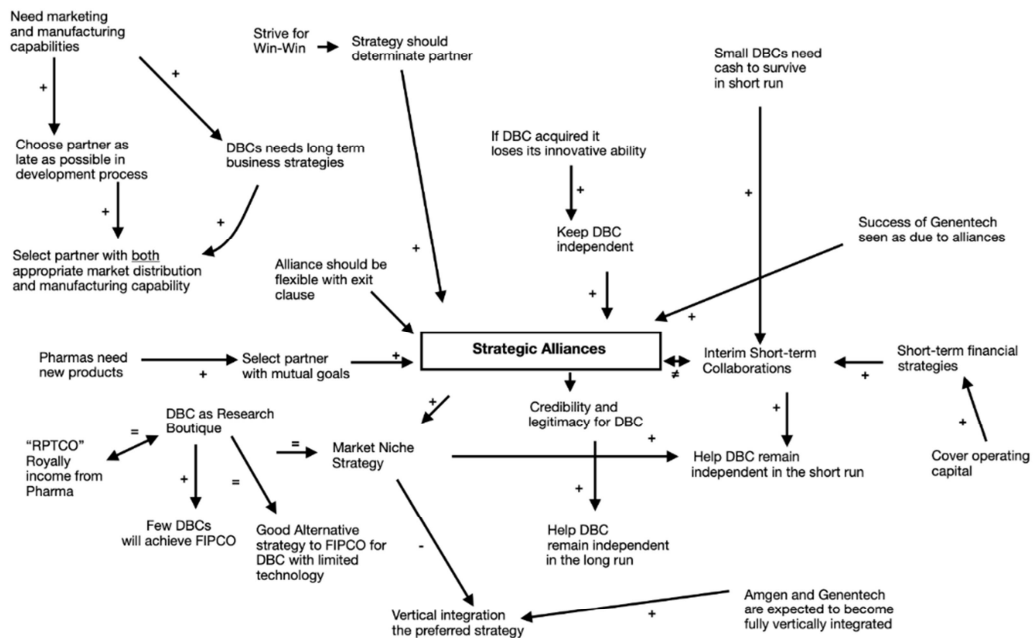 Need marketing
and manufacturing
capabilities
+
+
Strive for
Win-Win
Strategy should
determinate partner
Small DBCs need
cash to survive
in short run
Choose partner as
late as possible in
development process
DBCs needs long term
business strategies
If DBC acquired it
loses its innovative ability
+
+
+
+
+
Keep DBC
independent
Success of Genentech
seen as due to alliances
Select partner with both
appropriate market distribution
and manufacturing capability
Alliance should be
flexible with exit
clause
+
+
Pharmas need
new products
+
Select partner
with mutual goals
+
Strategic Alliances
≠
Interim Short-term
Collaborations
+
Short-term financial
strategies
+
+
+
Credibility and
legitimacy for DBC
DBC as Research
Boutique
"RPTCO"
Royally
income from
Pharma
=
=
Market Niche
Strategy
+
Help DBC remain
independent in the short run
Cover operating
capital
+
=
+
Few DBCs
will achieve FIPCO
Good Alternative
strategy to FIPCO for
DBC with limited
technology
-
Help DBC
remain independent
in the long run
Vertical integration
the preferred strategy
+
Amgen and Genentech
are expected to become
fully vertically integrated